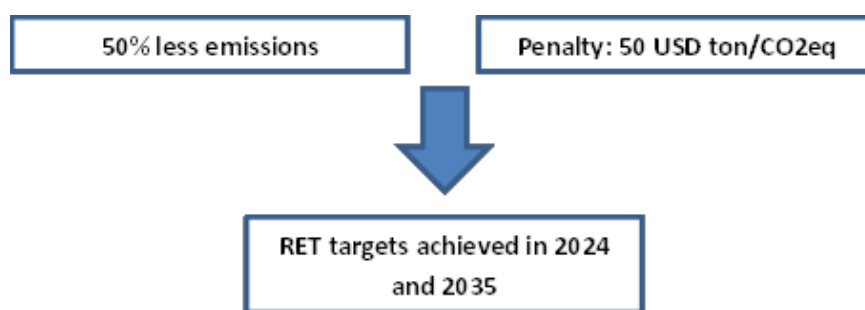 50% less emissions
Penalty: 50 USD ton/CO2eq
RET targets achieved in 2024
and 2035